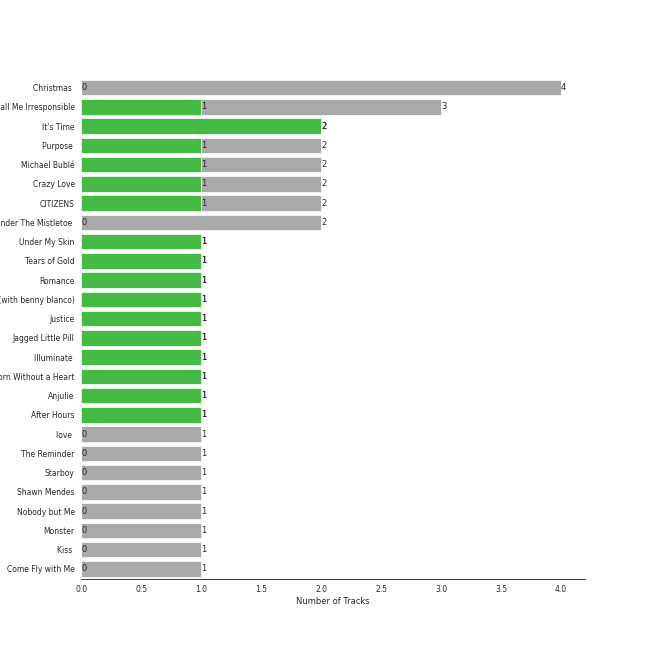 Christmas 0 4
all Me Irresponsible 1 3
It's Time 2
Purpose 1 2
Michael Bublé 1 2
Crazy Love 1 2
CITIZENS 1 2
nder The Mistletoe 0 2
Under My Skin 1
Tears of Gold 1
Romance 1
(with benny blanco) 1
Justice 1
Jagged Little Pill 1
Illuminate 1
orn Without a Heart 1
Anjulie 1
After Hours 1
love 0 1
The Reminder 0 1
Starboy 0 1
Shawn Mendes 0 1
Nobody but Me 0 1
Monster 0 1
Kiss 0 1
Come Fly with Me 0 1
0.0 0.5 1.0 1.5 2.0 2.5 3.0 3.5 4.0
Number of Tracks